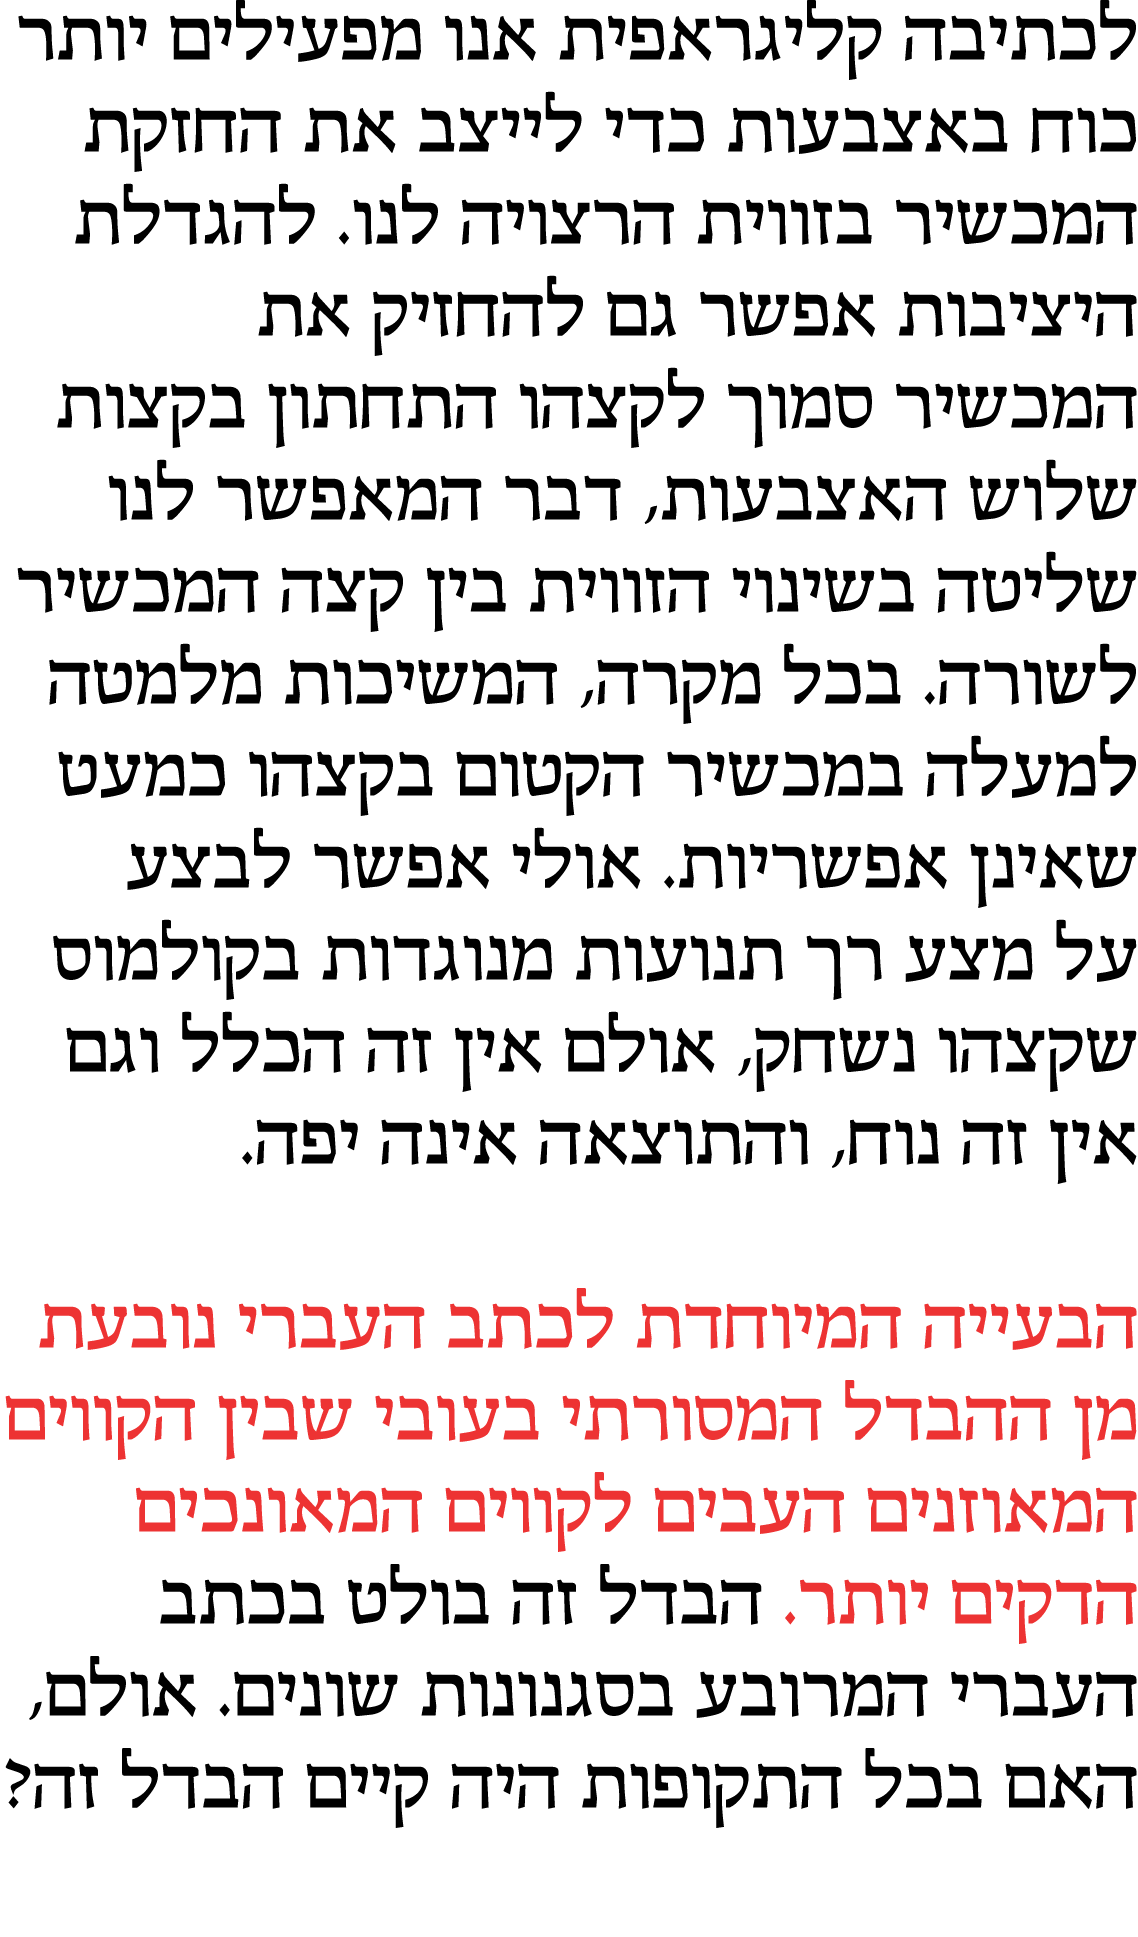 לכתיבה קליגראפית אנו מפעילים יותר
כוח באצבעות כדי לייצב את החזקת
המכשיר בזווית הרצויה לנו. להגדלת
היציבות אפשר גם להחזיק את
המכשיר סמוך לקצהו התחתון בקצות
שלוש האצבעות, דבר המאפשר לנו
שליטה בשינוי הזווית בין קצה המכשיר
לשורה. בכל מקרה, המשיכות מלמטה
למעלה במכשיר הקטום בקצהו כמעט
שאינן אפשריות. אולי אפשר לבצע
על מצע רך תנועות מנוגדות בקולמוס
שקצהו נשחק, אולם אין זה הכלל וגם
אין זה נוח, והתוצאה אינה יפה.
הבעייה המיוחדת לכתב העברי נובעת
מן ההבדל המסורתי בעובי שבין הקווים
המאוזנים העבים לקווים המאונכים
הדקים יותר. הבדל זה בולט בכתב
העברי המרובע בסגנונות שונים. אולם,
האם בכל התקופות היה קיים הבדל זה?